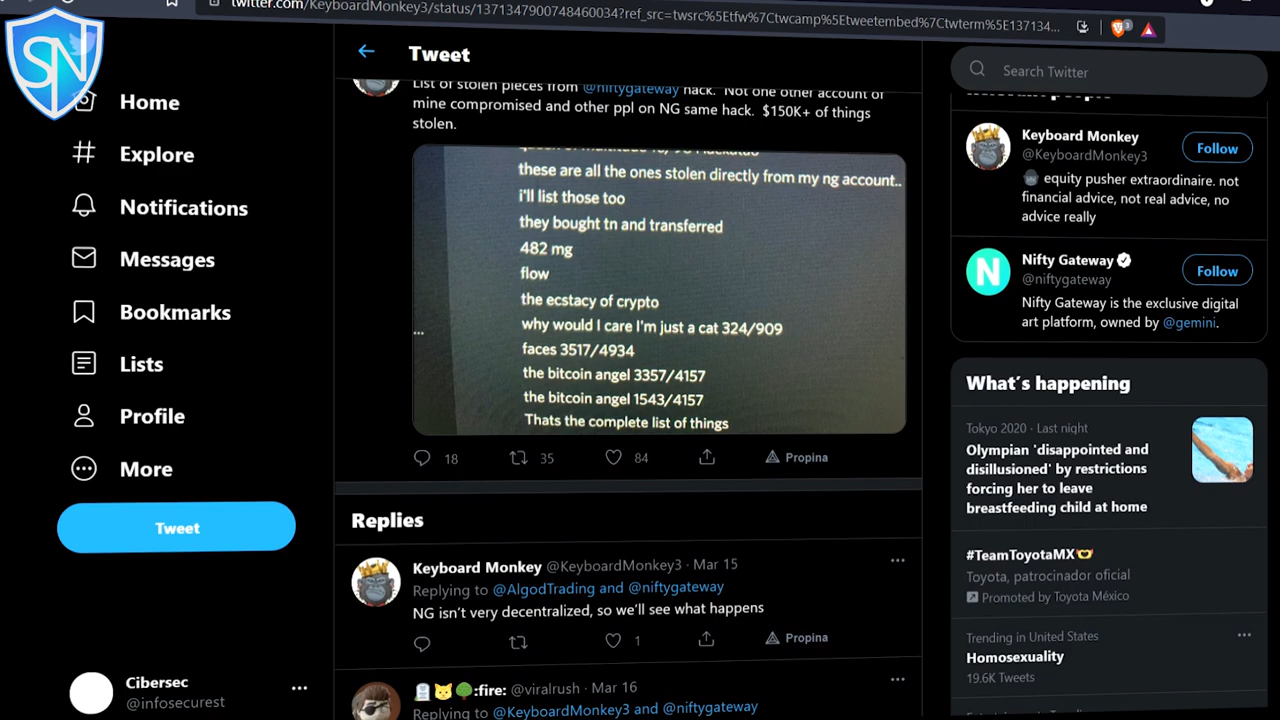 twitter.com/KeyboardMonkey3/status/1371347900748460034?ref_src=twsrc%5Etfw%7Ctwcamp%5Etweetembed%7Ctwterm%5E137134...
SN
Home
Explore
Notifications
Messages
Bookmarks
Lists
Profile
More
Tweet
Cibersec
@infosecurest
Tweet
List of stolen pieces from @niftygateway hack. Not one other account of
mine compromised and other ppl on NG same hack. $150K+ of things
stolen.
these are all the ones stolen directly from my ng account..
i'll list those too
they bought tn and transferred
482 mg
flow
the ecstacy of crypto
why would I care I'm just a cat 324/909
faces 3517/4934
the bitcoin angel 3357/4157
the bitcoin angel 1543/4157
Thats the complete list of things
18 35 84 Propina
Replies
Keyboard Monkey @KeyboardMonkey3 · Mar 15
Replying to @AlgodTrading and @niftygateway
NG isn't very decentralized, so we'll see what happens
1 Propina
:fire: @viralrush · Mar 16
Replying to @KeyboardMonkey3 and @niftygateway
Search Twitter
Keyboard Monkey
@KeyboardMonkey3
Follow
equity pusher extraordinaire. not
financial advice, not real advice, no
advice really
Nifty Gateway
@niftygateway
Follow
Nifty Gateway is the exclusive digital
art platform, owned by @gemini.
What's happening
Tokyo 2020 · Last night
Olympian 'disappointed and
disillusioned' by restrictions
forcing her to leave
breastfeeding child at home
#TeamToyotaMX
Toyota, patrocinador oficial
Promoted by Toyota México
Trending in United States
Homosexuality
19.6K Tweets